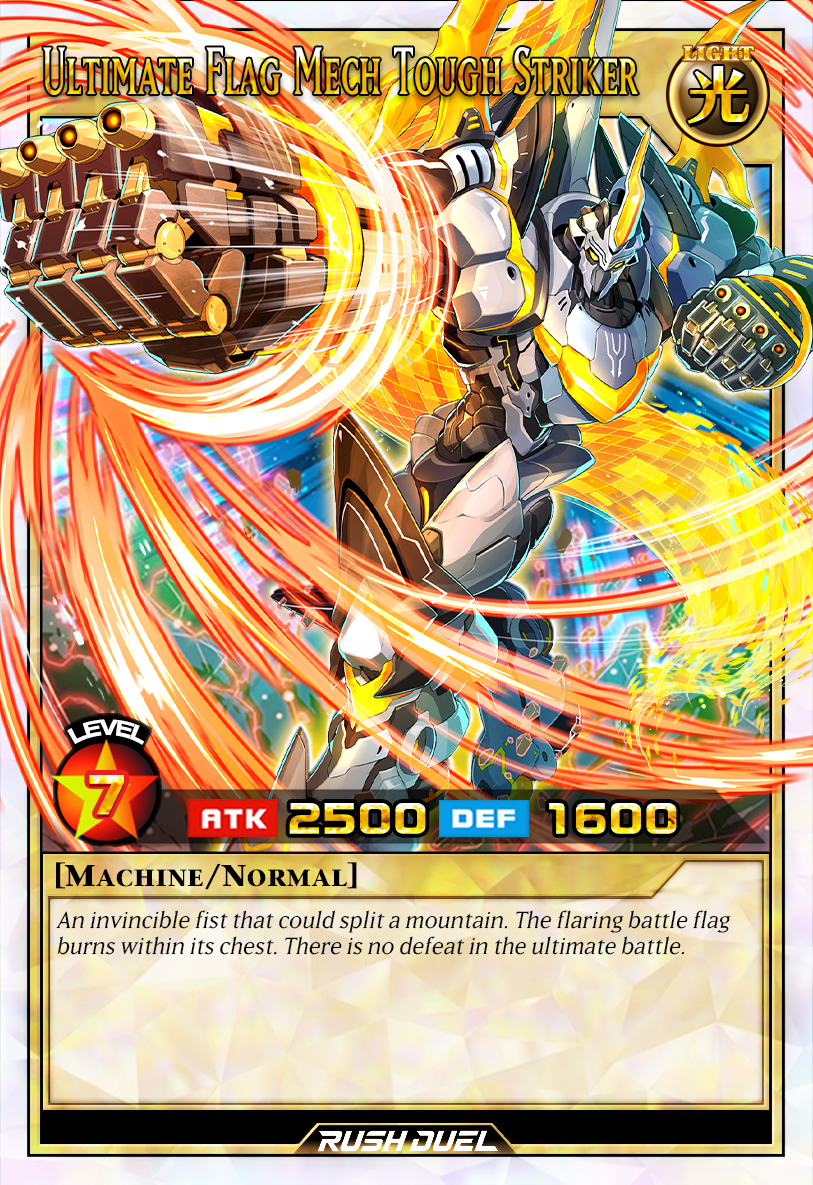 Ultimate Flag Mech Tough Striker
LIGHT
光
LEVEL
7
ATK 2500 DEF 1600
[Machine/Normal]
An invincible fist that could split a mountain. The flaring battle flag
burns within its chest. There is no defeat in the ultimate battle.
RUSH DUEL